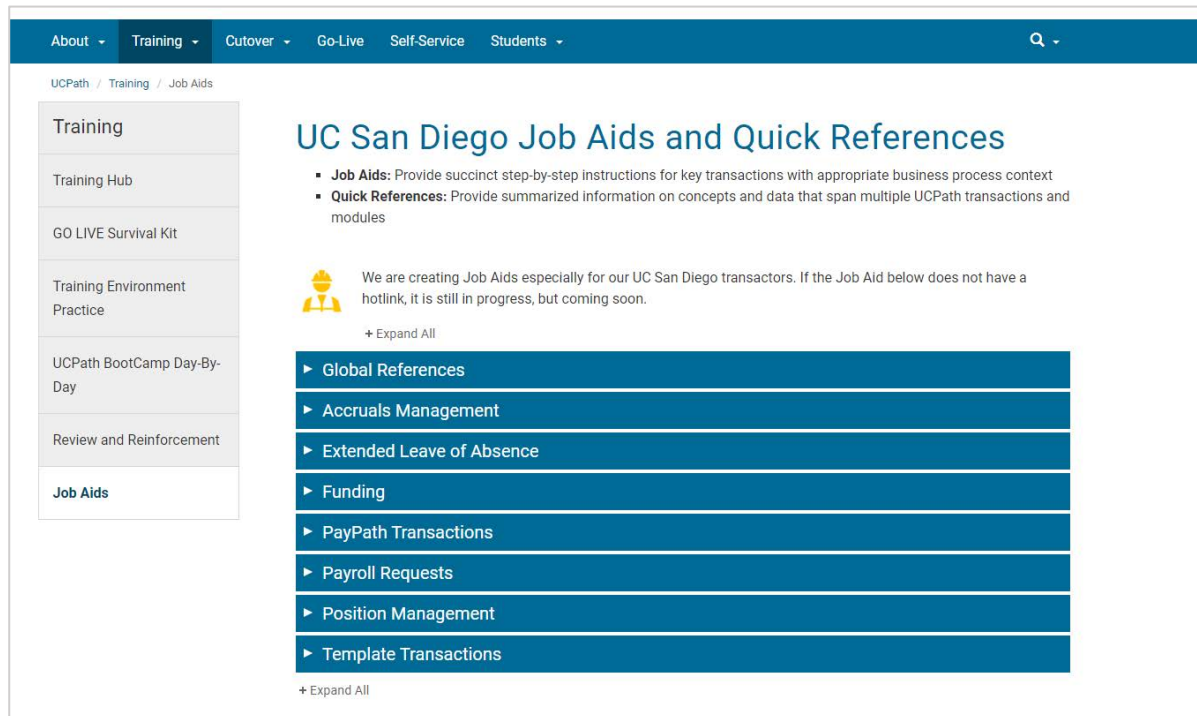 About Training Cutover Go-Live Self-Service Students
UCPath / Training / Job Aids
Training
Training Hub
GO LIVE Survival Kit
Training Environment
Practice
UCPath BootCamp Day-By-
Day
Review and Reinforcement
Job Aids
UC San Diego Job Aids and Quick References
Job Aids: Provide succinct step-by-step instructions for key transactions with appropriate business process context
Quick References: Provide summarized information on concepts and data that span multiple UCPath transactions and
modules
We are creating Job Aids especially for our UC San Diego transactors. If the Job Aid below does not have a
hotlink, it is still in progress, but coming soon.
+ Expand All
Global References
Accruals Management
Extended Leave of Absence
Funding
PayPath Transactions
Payroll Requests
Position Management
Template Transactions
+ Expand All